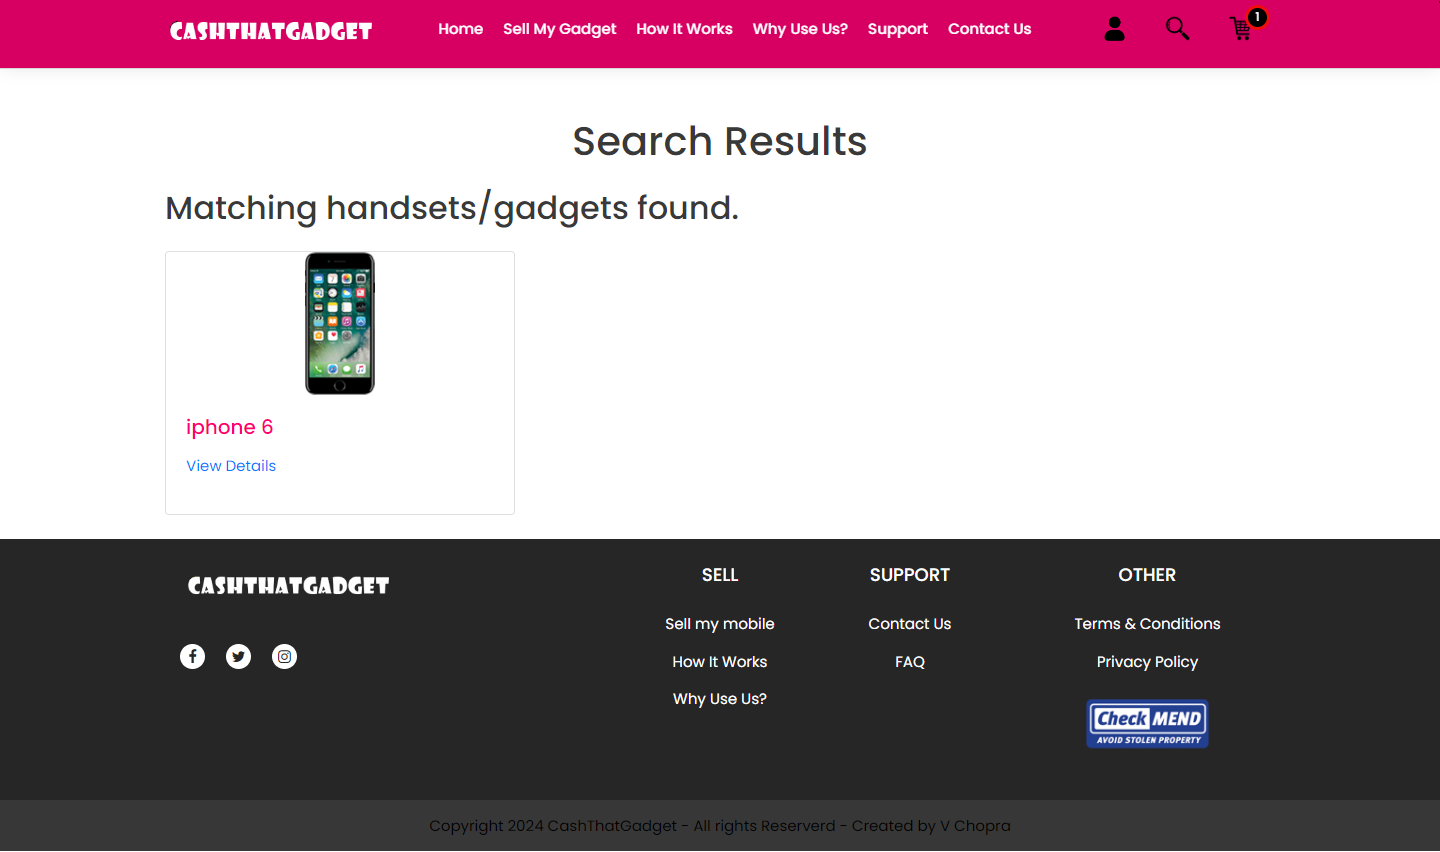 CASHTHATGADGET
Home Sell My Gadget How It Works Why Use Us? Support Contact Us 1
Search Results
Matching handsets/gadgets found.
iphone 6
View Details
CASHTHATGADGET
SELL
Sell my mobile
How It Works
Why Use Us?
SUPPORT
Contact Us
FAQ
OTHER
Terms & Conditions
Privacy Policy
Check MEND
AVOID STOLEN PROPERTY
Copyright 2024 CashThatGadget - All rights Reserverd - Created by V Chopra